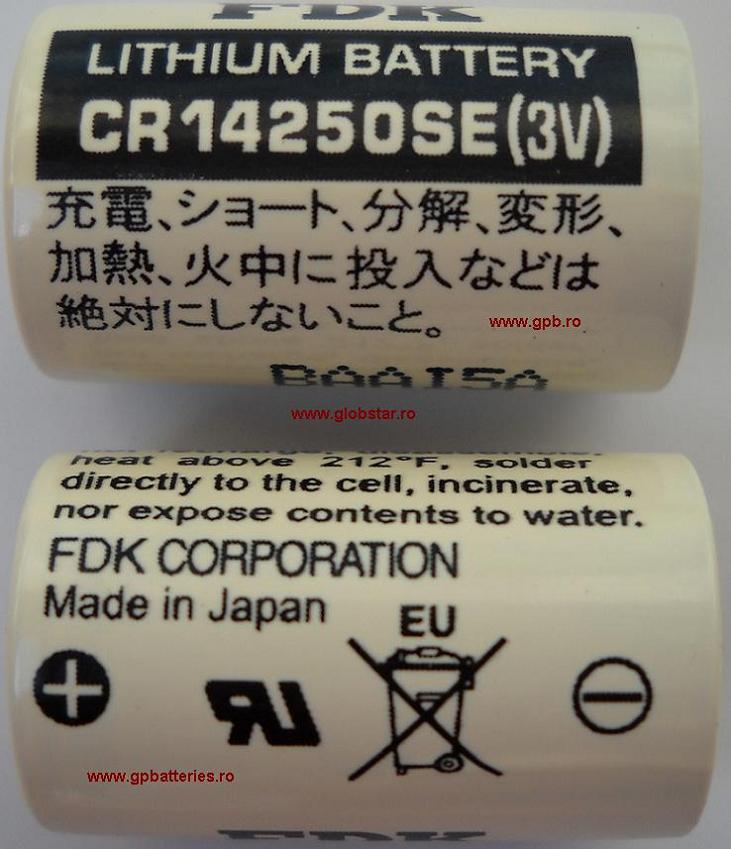 FDK
LITHIUM BATTERY
CR14250SE(3V)
充電、ショート、分解、変形、
加熱、火中に投入などは
絶対にしないこと。
www.gpb.ro
www.globstar.ro
heat above 212°F, solder
directly to the cell, incinerate,
nor expose contents to water.
FDK CORPORATION
Made in Japan
EU
www.gpbatteries.ro
FDK